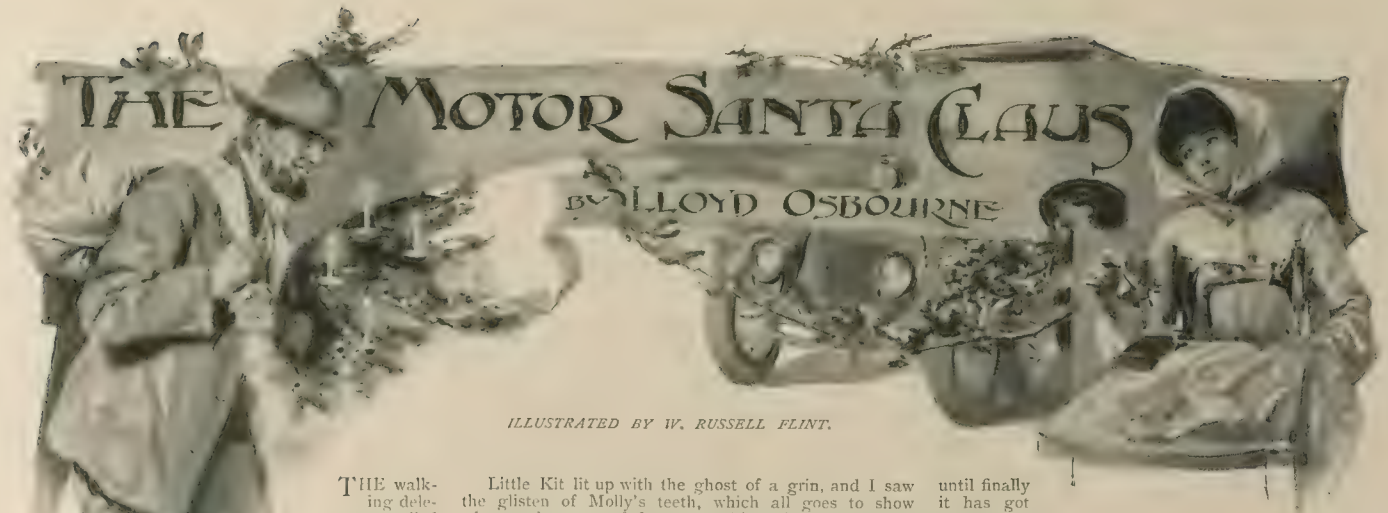 THE MOTOR SANTA CLAUS
BY LLOYD OSBOURNE
ILLUSTRATED BY W. RUSSELL FLINT.
THE walk-
ing dele-
Little Kit lit up with the ghost of a grin, and I saw
the glisten of Molly's teeth, which all goes to show
until finally
it has got